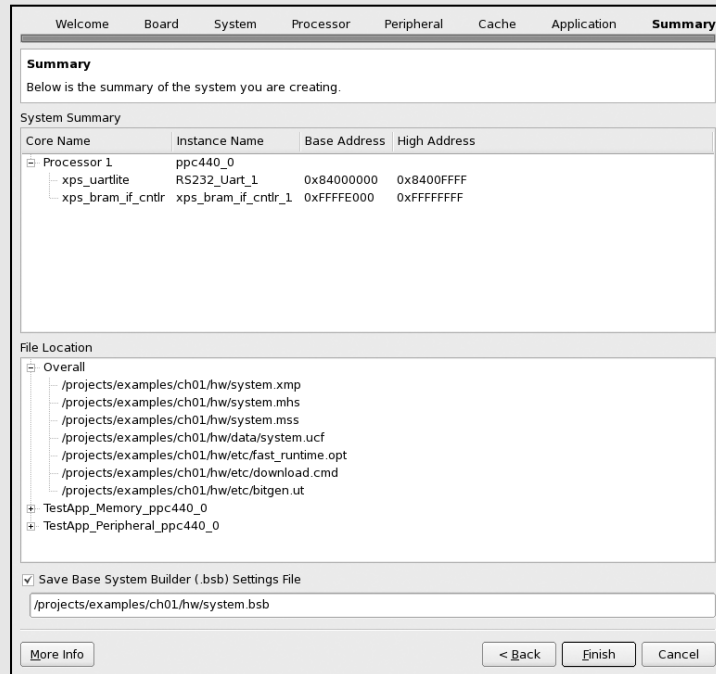 Welcome Board System Processor Peripheral Cache Application Summary
Summary
Below is the summary of the system you are creating.
System Summary
Core Name Instance Name Base Address High Address
Processor 1 ppc440_0
xps_uartlite RS232_Uart_1 0x84000000 0x8400FFFF
xps_bram_if_cntlr xps_bram_if_cntlr_1 0xFFFFE000 0xFFFFFFFF
File Location
Overall
/projects/examples/ch01/hw/system.xmp
/projects/examples/ch01/hw/system.mhs
/projects/examples/ch01/hw/system.mss
/projects/examples/ch01/hw/data/system.ucf
/projects/examples/ch01/hw/etc/fast_runtime.opt
/projects/examples/ch01/hw/etc/download.cmd
/projects/examples/ch01/hw/etc/bitgen.ut
TestApp_Memory_ppc440_0
TestApp_Peripheral_ppc440_0
Save Base System Builder (.bsb) Settings File
/projects/examples/ch01/hw/system.bsb
More Info < Back Finish Cancel